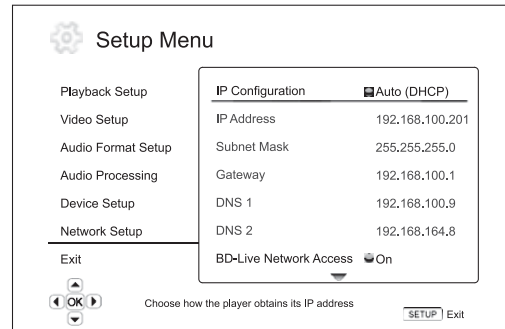 Setup Menu
Playback Setup
Video Setup
Audio Format Setup
Audio Processing
Device Setup
Network Setup
Exit
IP Configuration Auto (DHCP)
IP Address 192.168.100.201
Subnet Mask 255.255.255.0
Gateway 192.168.100.1
DNS 1 192.168.100.9
DNS 2 192.168.164.8
BD-Live Network Access On
OK
Choose how the player obtains its IP address
SETUP Exit